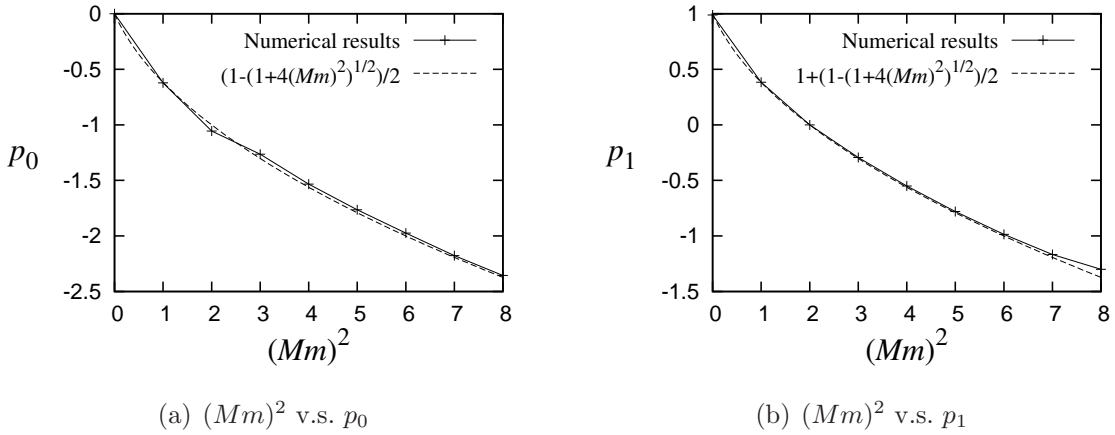 0
-0.5
-1
-1.5
-2
-2.5
p0
Numerical results
(1-(1+4(Mm)^2)^1/2)/2
0 1 2 3 4 5 6 7 8
(Mm)^2
(a) (Mm)^2 v.s. p0
1
0.5
0
-0.5
-1
-1.5
p1
Numerical results
1+(1-(1+4(Mm)^2)^1/2)/2
0 1 2 3 4 5 6 7 8
(Mm)^2
(b) (Mm)^2 v.s. p1